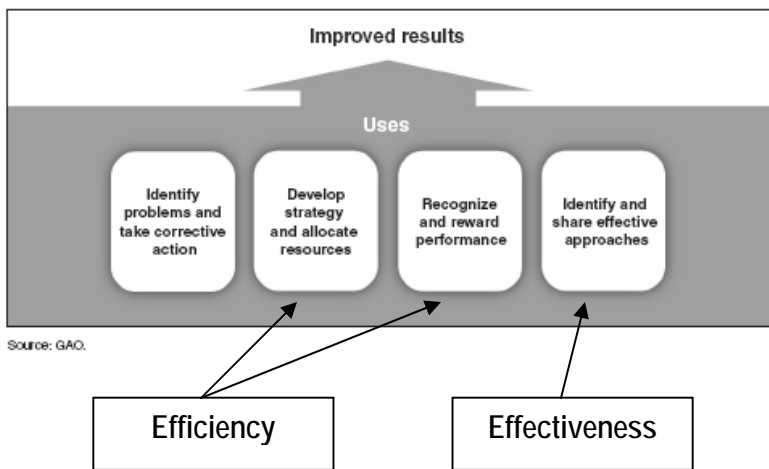 Improved results
Uses
Identify
problems and
take corrective
action
Develop
strategy
and allocate
resources
Recognize
and reward
performance
Identify and
share effective
approaches
Source: GAO.
Efficiency
Effectiveness